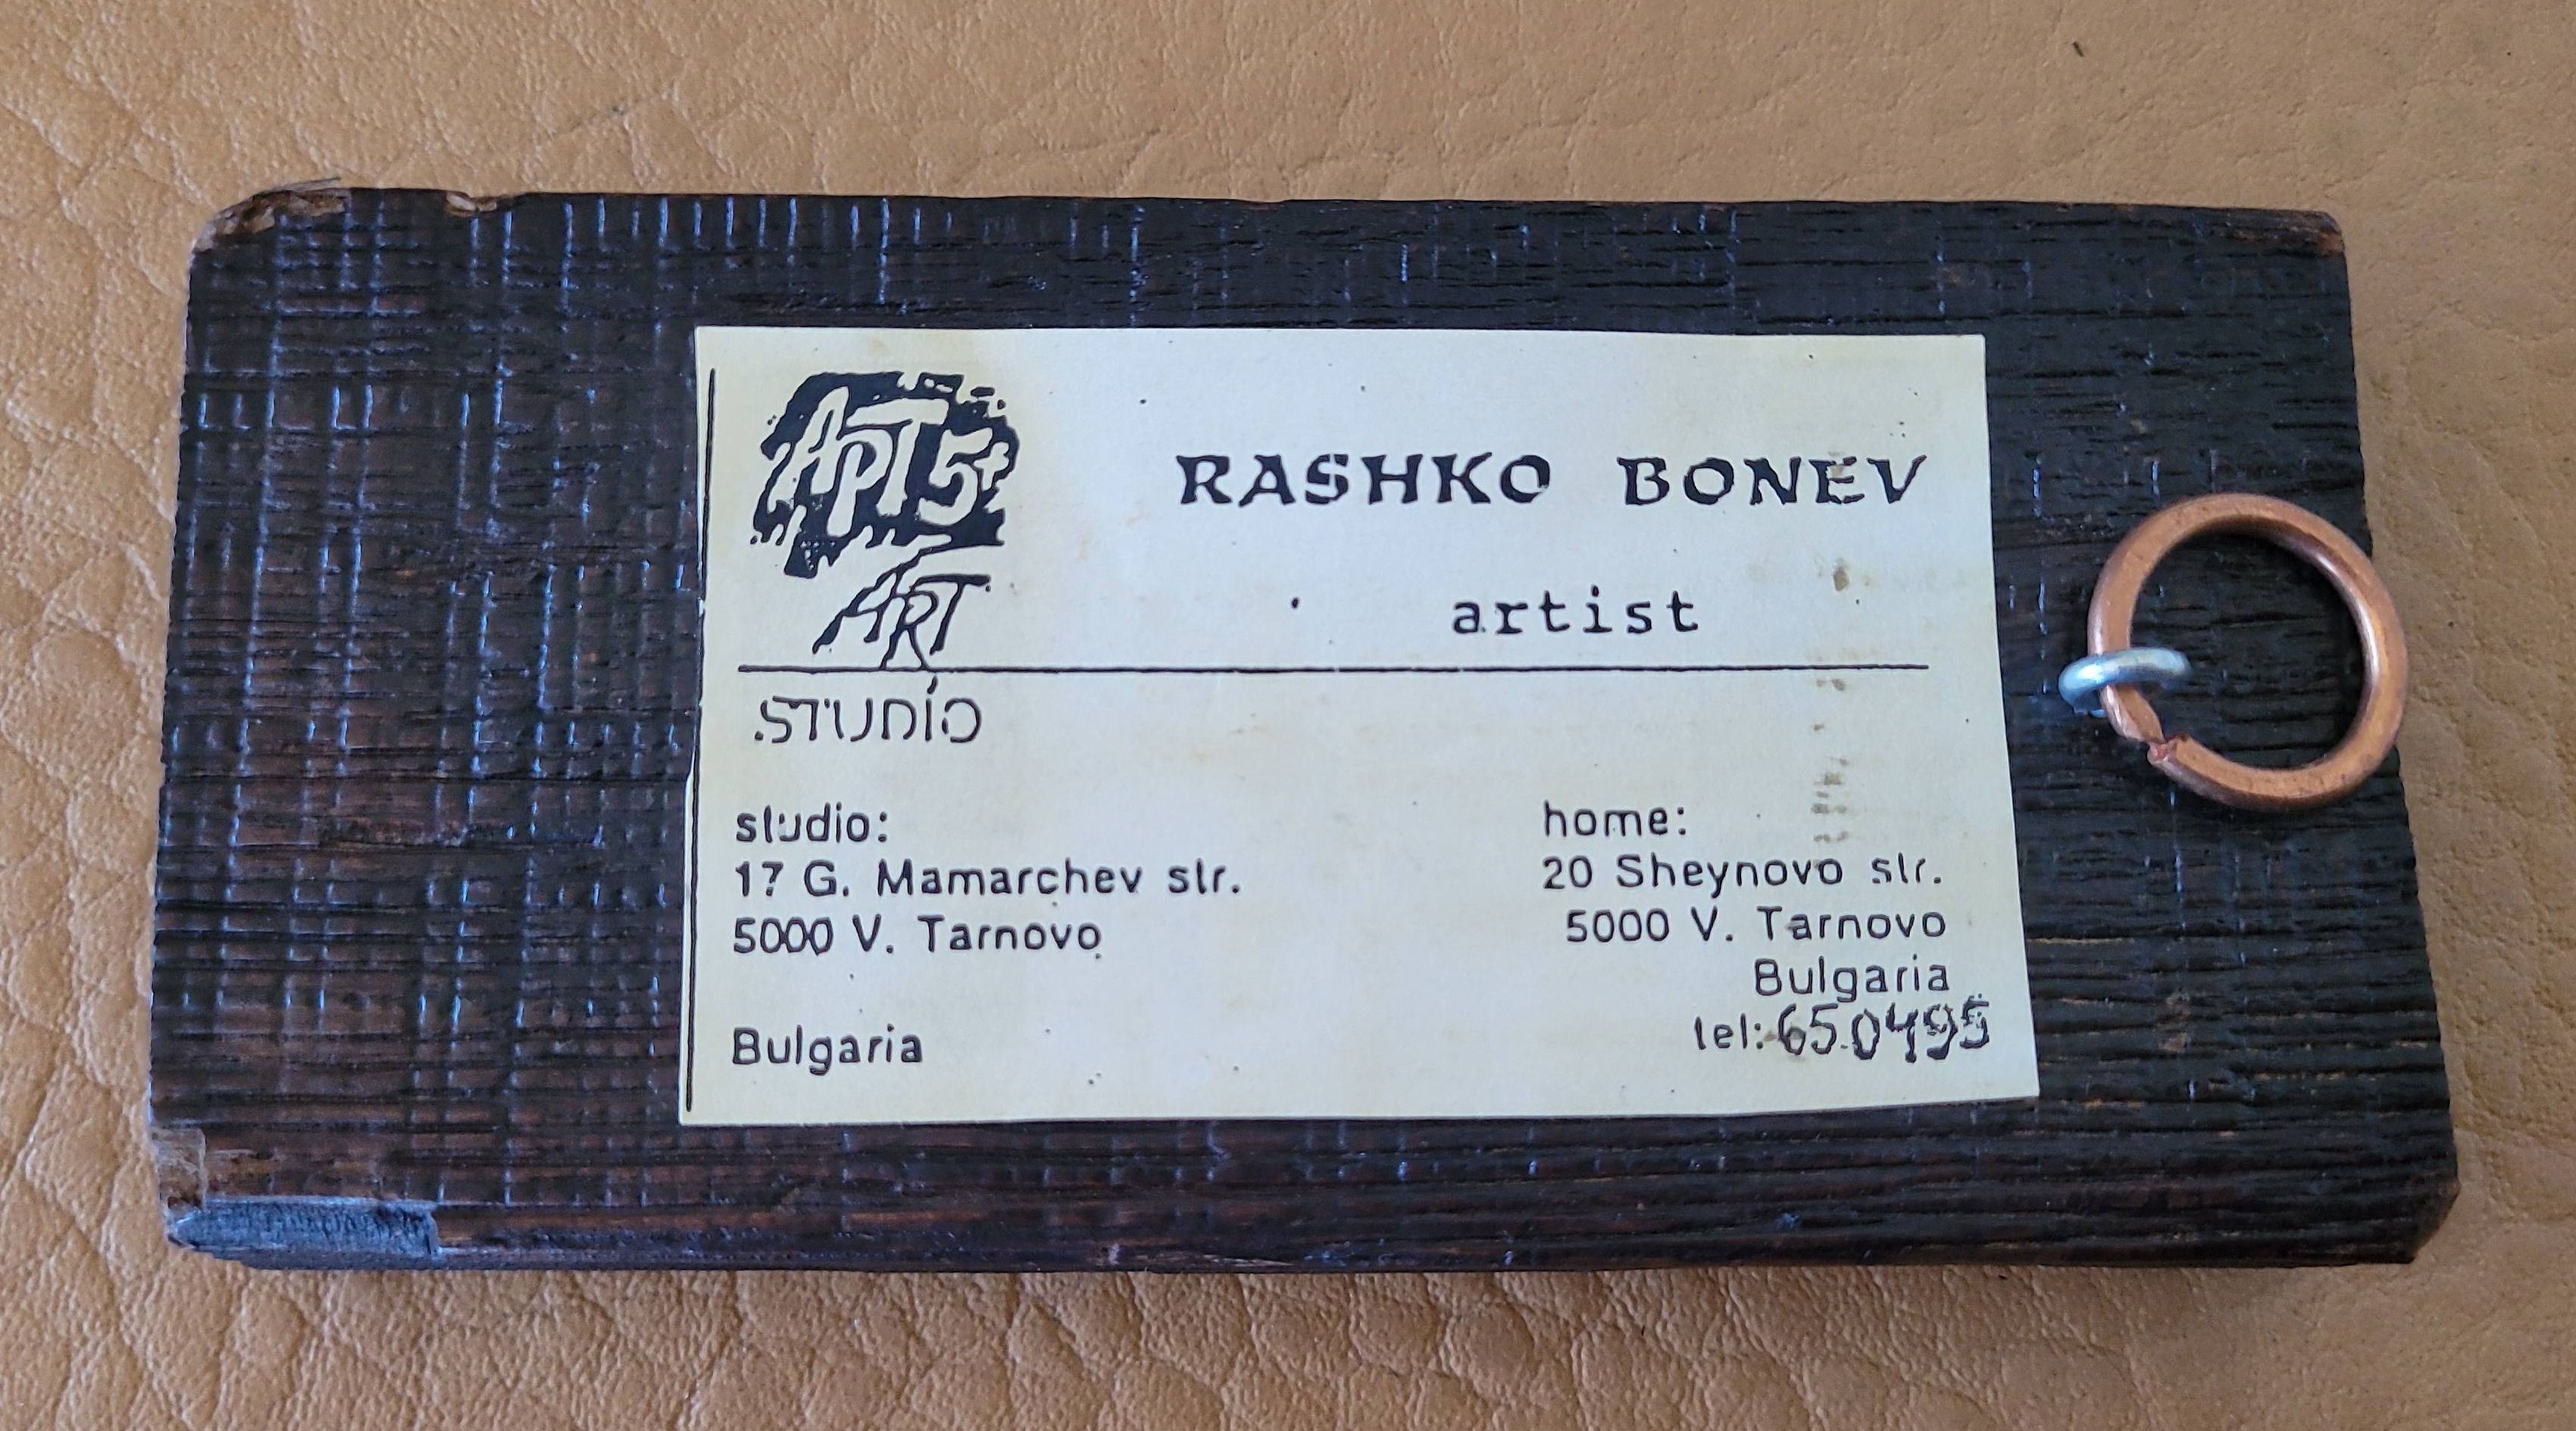 АРТ 5+
ART
STUDIO
RASHKO BONEV
artist
studio:
17 G. Mamarchev str.
5000 V. Tarnovo
Bulgaria
home:
20 Sheynovo str.
5000 V. Tarnovo
Bulgaria
tel: 650495